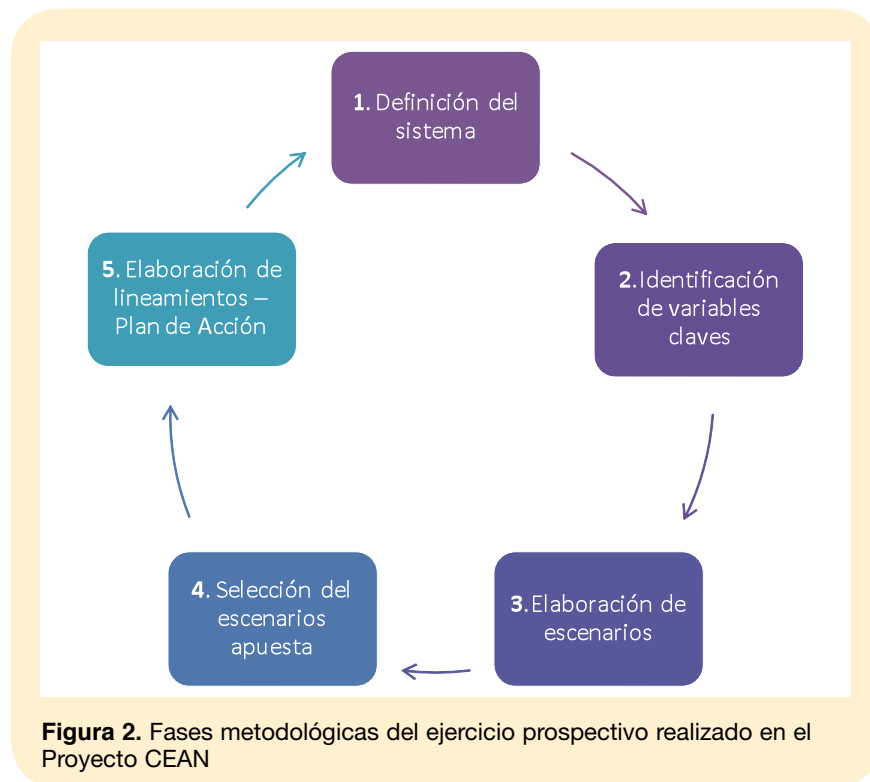 1. Definición del
sistema
2.Identificación
de variables
claves
3.Elaboración de
escenarios
4. Selección del
escenarios
apuesta
5. Elaboración de
lineamientos –
Plan de Acción
Figura 2. Fases metodológicas del ejercicio prospectivo realizado en el
Proyecto CEAN